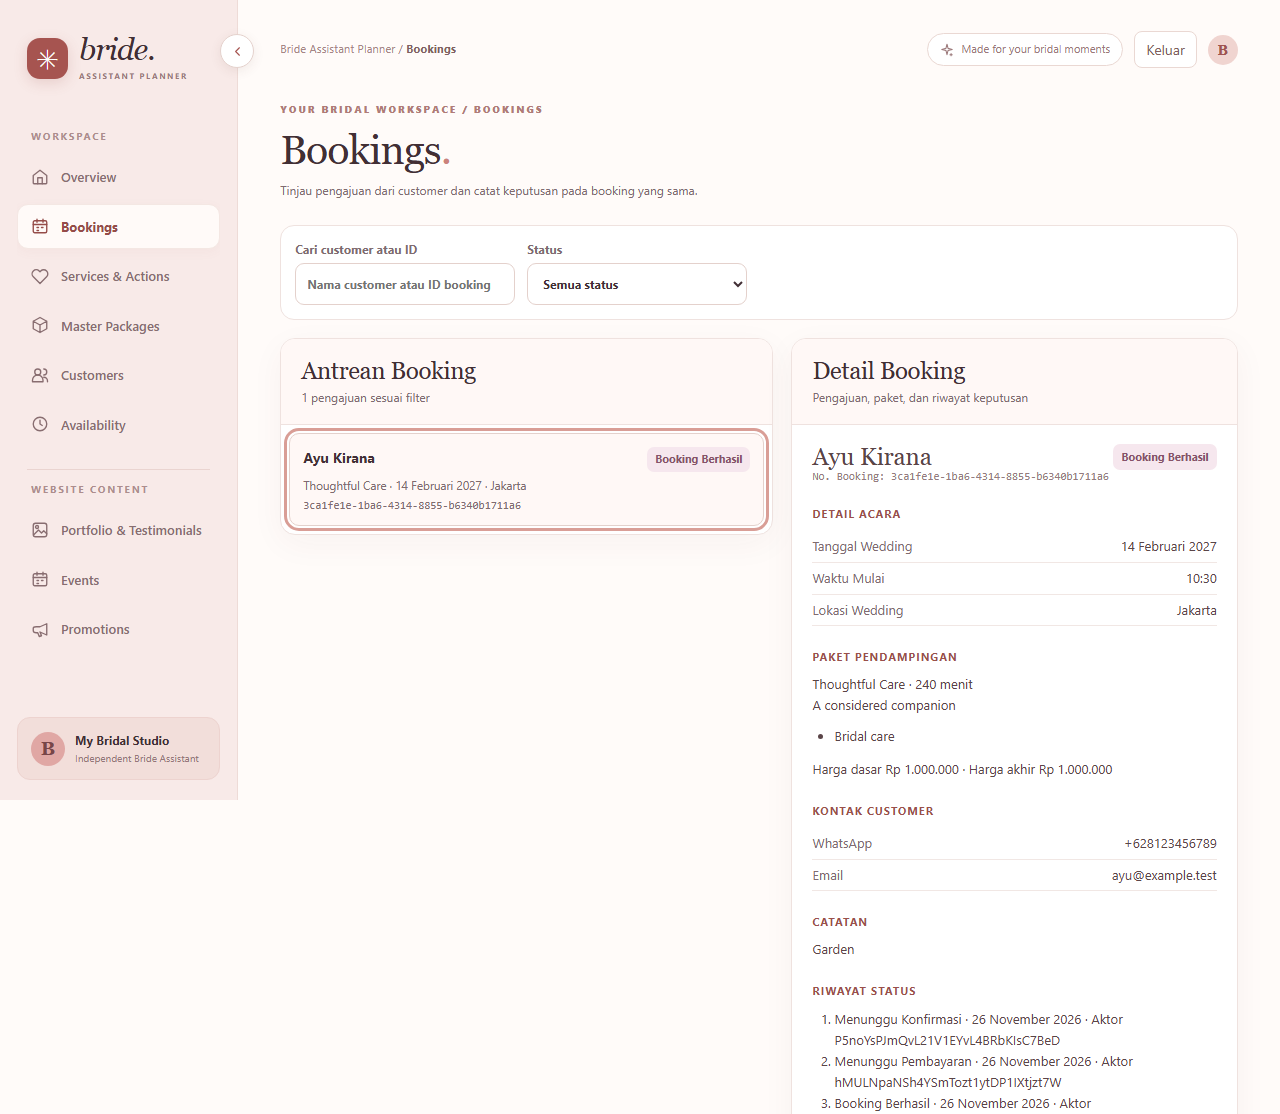 bride.
ASSISTANT PLANNER
WORKSPACE
Overview
Bookings
Services & Actions
Master Packages
Customers
Availability
WEBSITE CONTENT
Portfolio & Testimonials
Events
Promotions
B
My Bridal Studio
Independent Bride Assistant
Bride Assistant Planner / Bookings
Made for your bridal moments
Keluar
B
YOUR BRIDAL WORKSPACE / BOOKINGS
Bookings.
Tinjau pengajuan dari customer dan catat keputusan pada booking yang sama.
Cari customer atau ID
Nama customer atau ID booking
Status
Semua status
Antrean Booking
1 pengajuan sesuai filter
Ayu Kirana
Booking Berhasil
Thoughtful Care · 14 Februari 2027 · Jakarta
3ca1fe1e-1ba6-4314-8855-b6340b1711a6
Detail Booking
Pengajuan, paket, dan riwayat keputusan
Ayu Kirana
Booking Berhasil
No. Booking: 3ca1fe1e-1ba6-4314-8855-b6340b1711a6
DETAIL ACARA
Tanggal Wedding 14 Februari 2027
Waktu Mulai 10:30
Lokasi Wedding Jakarta
PAKET PENDAMPINGAN
Thoughtful Care · 240 menit
A considered companion
• Bridal care
Harga dasar Rp 1.000.000 · Harga akhir Rp 1.000.000
KONTAK CUSTOMER
WhatsApp +628123456789
Email ayu@example.test
CATATAN
Garden
RIWAYAT STATUS
1. Menunggu Konfirmasi · 26 November 2026 · Aktor
P5noYsPJmQvL21V1EYvL4BRbKIsC7BeD
2. Menunggu Pembayaran · 26 November 2026 · Aktor
hMULNpaNSh4YSmTozt1ytDP1IXtjzt7W
3. Booking Berhasil · 26 November 2026 · Aktor